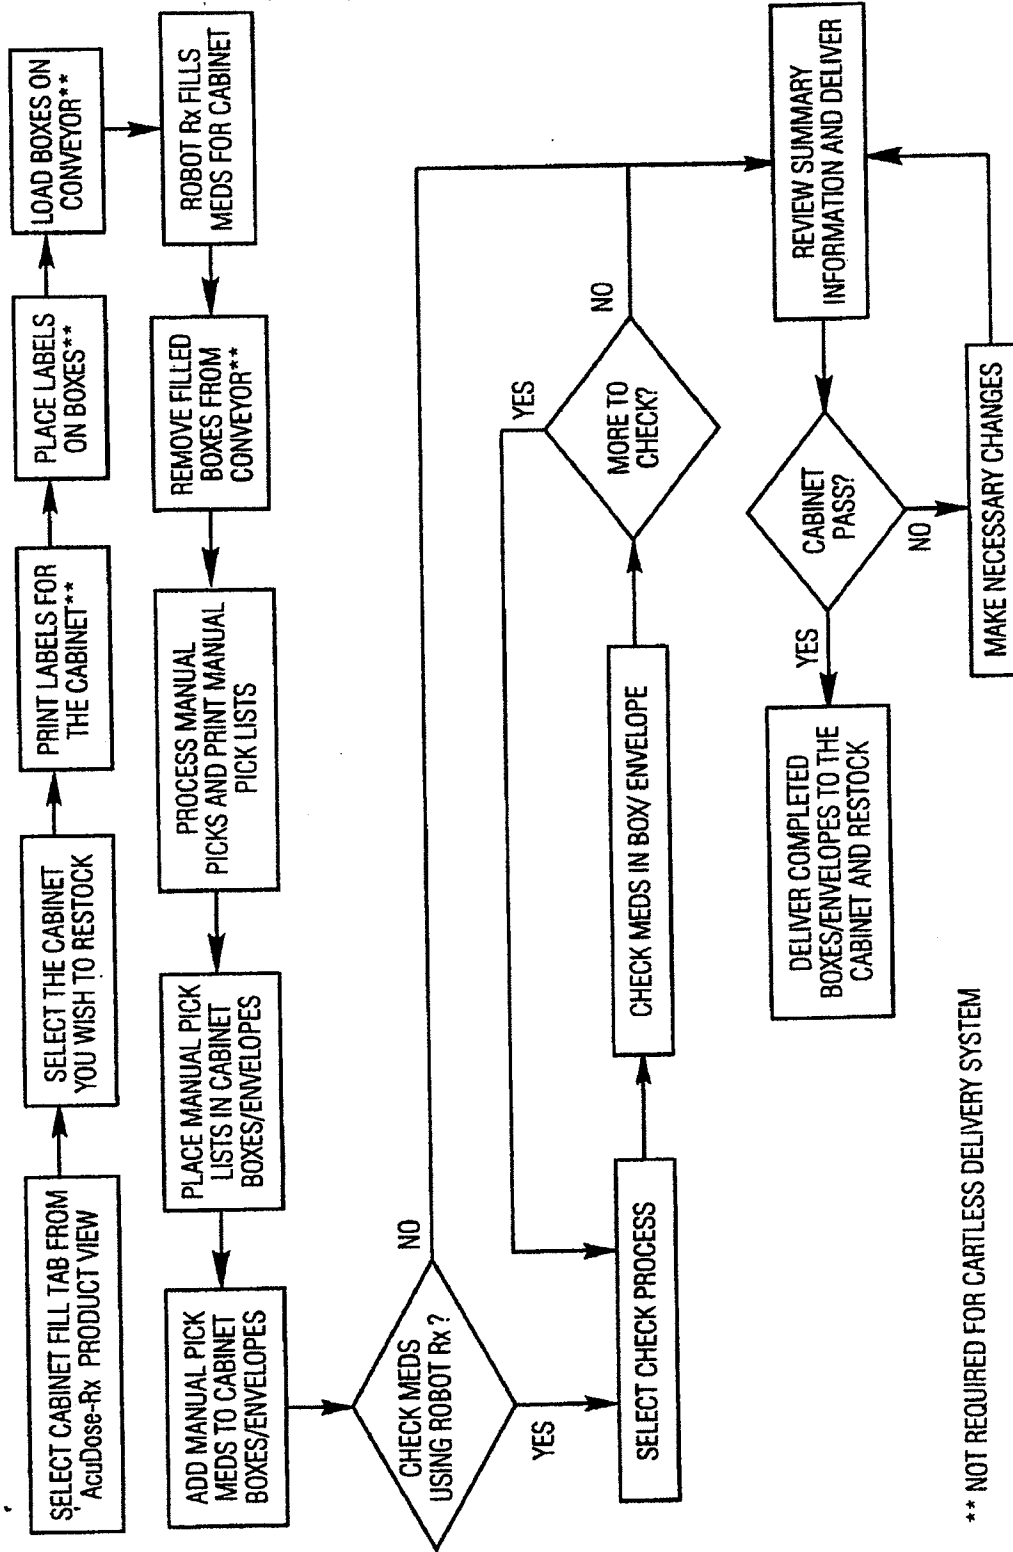 SELECT CABINET FILL TAB FROM
AcuDose-Rx PRODUCT VIEW
SELECT THE CABINET
YOU WISH TO RESTOCK
PRINT LABELS FOR
THE CABINET**
PLACE LABELS
ON BOXES**
LOAD BOXES ON
CONVEYOR**
ROBOT Rx FILLS
MEDS FOR CABINET
REMOVE FILLED
BOXES FROM
CONVEYOR**
PROCESS MANUAL
PICKS AND PRINT MANUAL
PICK LISTS
PLACE MANUAL PICK
LISTS IN CABINET
BOXES/ENVELOPES
ADD MANUAL PICK
MEDS TO CABINET
BOXES/ENVELOPES
CHECK MEDS
USING ROBOT Rx?
NO
YES
SELECT CHECK PROCESS
CHECK MEDS IN BOX/ ENVELOPE
MORE TO
CHECK?
YES
NO
REVIEW SUMMARY
INFORMATION AND DELIVER
CABINET
PASS?
YES
NO
MAKE NECESSARY CHANGES
DELIVER COMPLETED
BOXES/ENVELOPES TO THE
CABINET AND RESTOCK
** NOT REQUIRED FOR CARTLESS DELIVERY SYSTEM